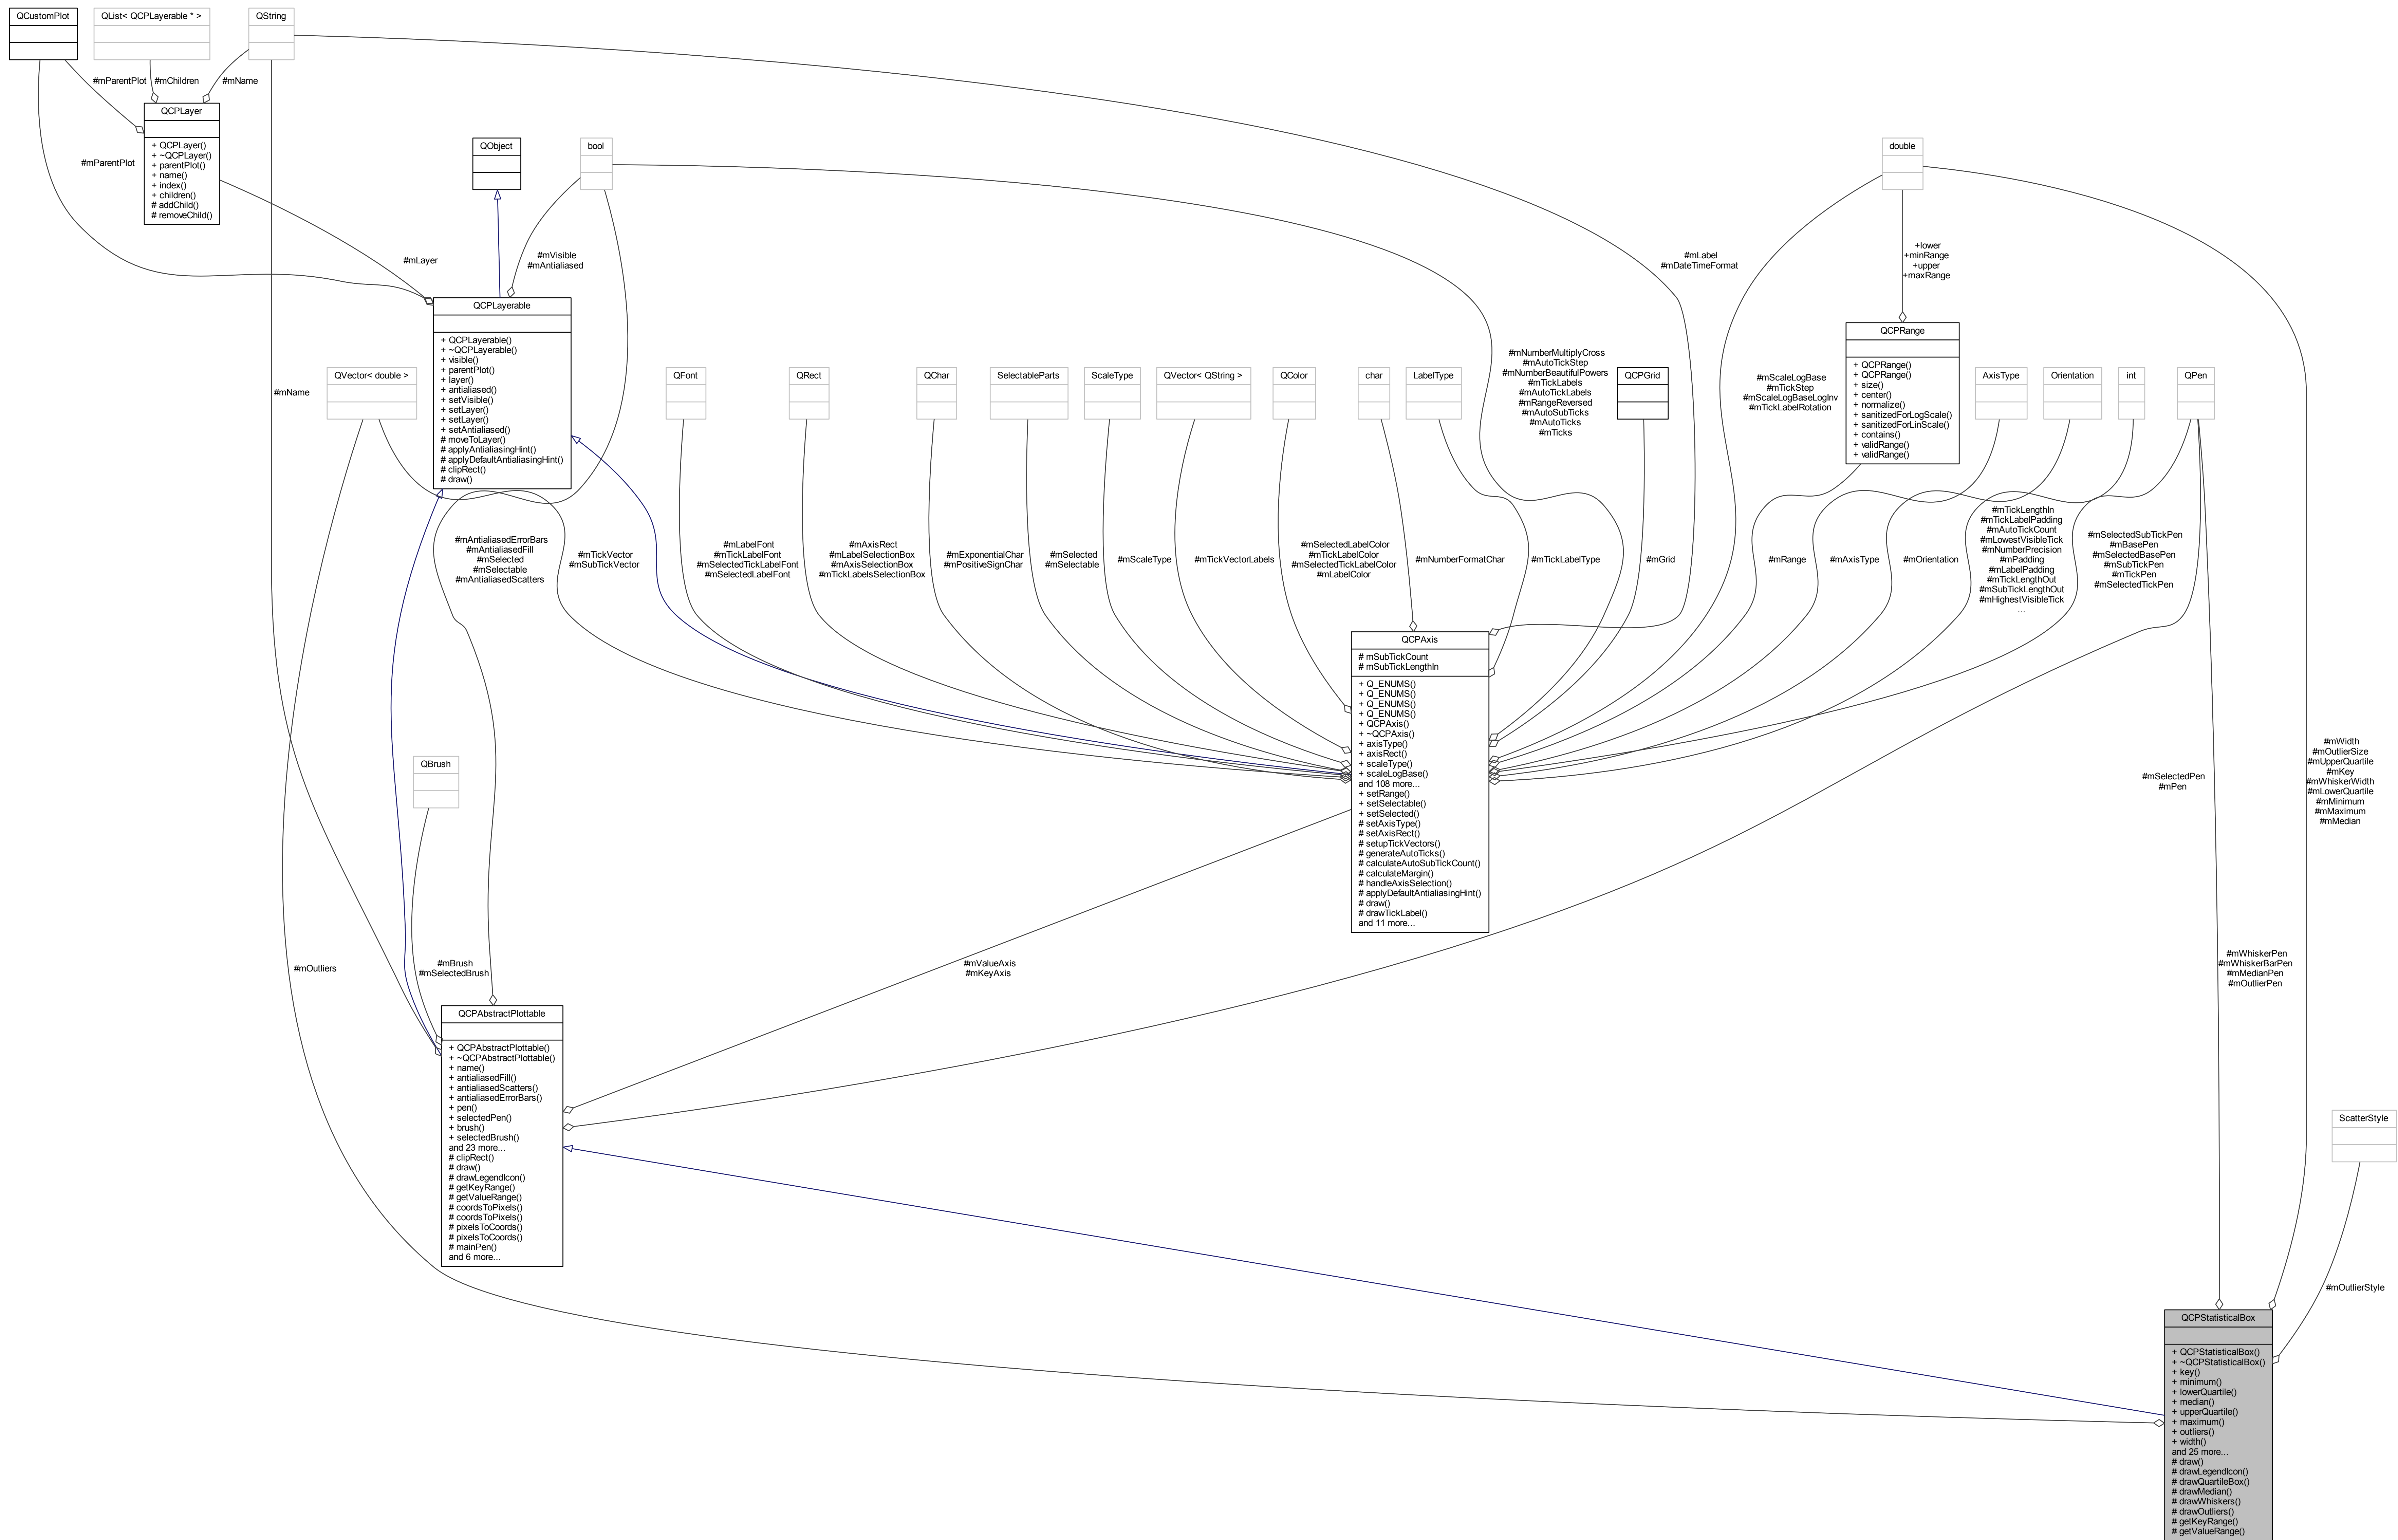 QCustomPlot
QList< QCPLayerable * >
QString
#mParentPlot
#mChildren
#mName
QCPLayer
+ QCPLayer()
+ ~QCPLayer()
+ parentPlot()
+ name()
+ index()
+ children()
# addChild()
# removeChild()
#mParentPlot
QObject
bool
double
#mLayer
#mVisible
#mAntialiased
#mLabel
#mDateTimeFormat
+lower
+minRange
+upper
+maxRange
QCPLayerable
+ QCPLayerable()
+ ~QCPLayerable()
+ visible()
+ parentPlot()
+ layer()
+ antialiased()
+ setVisible()
+ setLayer()
+ setLayer()
+ setAntialiased()
# moveToLayer()
# applyAntialiasingHint()
# applyDefaultAntialiasingHint()
# clipRect()
# draw()
QCPRange
+ QCPRange()
+ QCPRange()
+ size()
+ center()
+ normalize()
+ sanitizedForLogScale()
+ sanitizedForLinScale()
+ contains()
+ validRange()
+ validRange()
#mName
QVector< double >
QFont
QRect
QChar
SelectableParts
ScaleType
QVector< QString >
QColor
char
LabelType
#mNumberMultiplyCross
#mAutoTickStep
#mNumberBeautifulPowers
#mTickLabels
#mAutoTickLabels
#mRangeReversed
#mAutoSubTicks
#mAutoTicks
#mTicks
QCPGrid
#mScaleLogBase
#mTickStep
#mScaleLogBaseLogInv
#mTickLabelRotation
AxisType
Orientation
int
QPen
#mAntialiasedErrorBars
#mAntialiasedFill
#mSelected
#mSelectable
#mAntialiasedScatters
#mTickVector
#mSubTickVector
#mLabelFont
#mTickLabelFont
#mSelectedTickLabelFont
#mSelectedLabelFont
#mAxisRect
#mLabelSelectionBox
#mAxisSelectionBox
#mTickLabelsSelectionBox
#mExponentialChar
#mPositiveSignChar
#mSelected
#mSelectable
#mScaleType
#mTickVectorLabels
#mSelectedLabelColor
#mTickLabelColor
#mSelectedTickLabelColor
#mLabelColor
#mNumberFormatChar
#mTickLabelType
#mGrid
#mRange
#mAxisType
#mOrientation
#mTickLengthIn
#mTickLabelPadding
#mAutoTickCount
#mLowestVisibleTick
#mNumberPrecision
#mPadding
#mLabelPadding
#mTickLengthOut
#mSubTickLengthOut
#mHighestVisibleTick
...
#mSelectedSubTickPen
#mBasePen
#mSelectedBasePen
#mSubTickPen
#mTickPen
#mSelectedTickPen
QCPAxis
# mSubTickCount
# mSubTickLengthIn
+ Q_ENUMS()
+ Q_ENUMS()
+ Q_ENUMS()
+ Q_ENUMS()
+ QCPAxis()
+ ~QCPAxis()
+ axisType()
+ axisRect()
+ scaleType()
+ scaleLogBase()
and 108 more...
+ setRange()
+ setSelectable()
+ setSelected()
# setAxisType()
# setAxisRect()
# setupTickVectors()
# generateAutoTicks()
# calculateAutoSubTickCount()
# calculateMargin()
# handleAxisSelection()
# applyDefaultAntialiasingHint()
# draw()
# drawTickLabel()
and 11 more...
QBrush
#mSelectedPen
#mPen
#mWidth
#mOutlierSize
#mUpperQuartile
#mKey
#mWhiskerWidth
#mLowerQuartile
#mMinimum
#mMaximum
#mMedian
#mOutliers
#mBrush
#mSelectedBrush
#mValueAxis
#mKeyAxis
#mWhiskerPen
#mWhiskerBarPen
#mMedianPen
#mOutlierPen
QCPAbstractPlottable
+ QCPAbstractPlottable()
+ ~QCPAbstractPlottable()
+ name()
+ antialiasedFill()
+ antialiasedScatters()
+ antialiasedErrorBars()
+ pen()
+ selectedPen()
+ brush()
+ selectedBrush()
and 23 more...
# clipRect()
# draw()
# drawLegendIcon()
# getKeyRange()
# getValueRange()
# coordsToPixels()
# coordsToPixels()
# pixelsToCoords()
# pixelsToCoords()
# mainPen()
and 6 more...
ScatterStyle
#mOutlierStyle
QCPStatisticalBox
+ QCPStatisticalBox()
+ ~QCPStatisticalBox()
+ key()
+ minimum()
+ lowerQuartile()
+ median()
+ upperQuartile()
+ maximum()
+ outliers()
+ width()
and 25 more...
# draw()
# drawLegendIcon()
# drawQuartileBox()
# drawMedian()
# drawWhiskers()
# drawOutliers()
# getKeyRange()
# getValueRange()